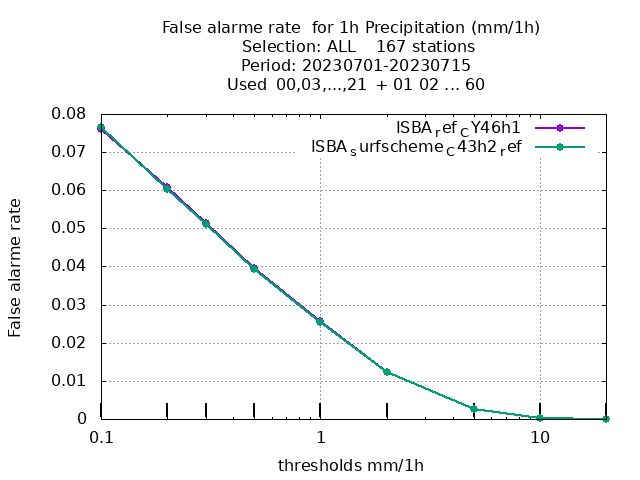 False alarme rate  for 1h Precipitation (mm/1h)
Selection: ALL    167 stations
Period: 20230701-20230715
Used  00,03,...,21  + 01 02 ... 60
ISBA_ref_CY46h1
ISBA_surfscheme_C43h2_ref
0.08
0.07
0.06
0.05
0.04
0.03
0.02
0.01
0
False alarme rate
0.1 1 10
thresholds mm/1h